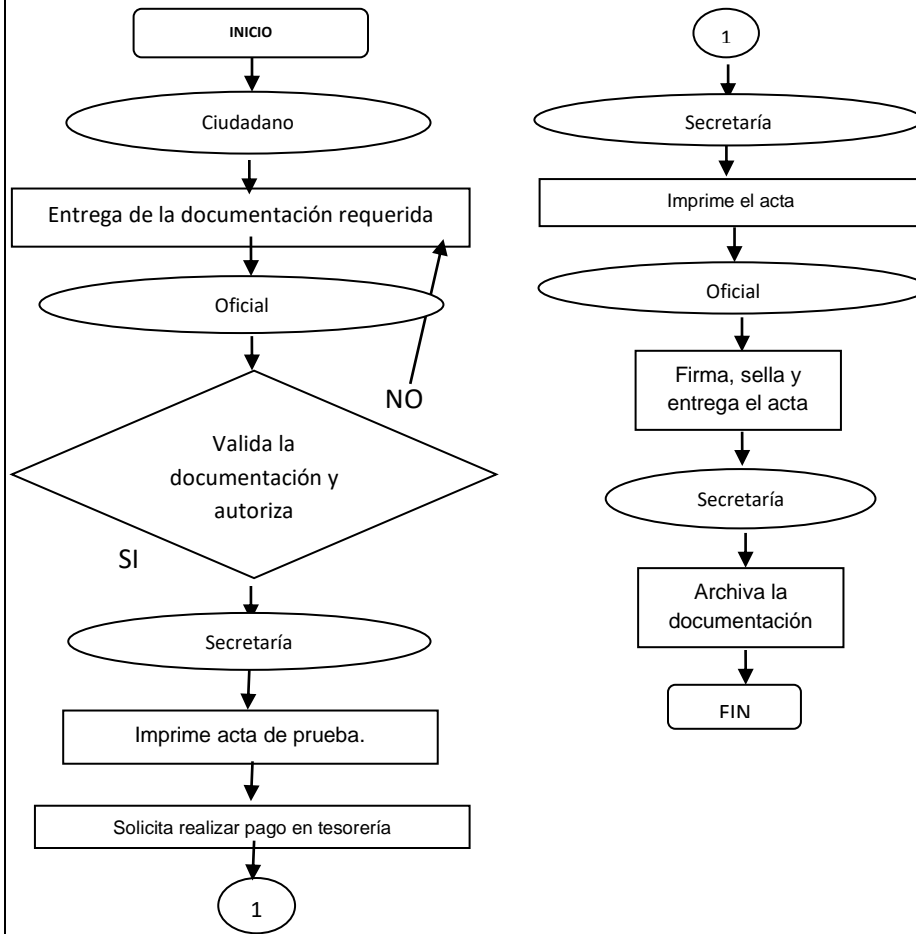 INICIO
Ciudadano
Entrega de la documentación requerida
Oficial
NO
Valida la
documentación y
autoriza
SI
Secretaría
Imprime acta de prueba.
Solicita realizar pago en tesorería
1
1
Secretaría
Imprime el acta
Oficial
Firma, sella y
entrega el acta
Secretaría
Archiva la
documentación
FIN